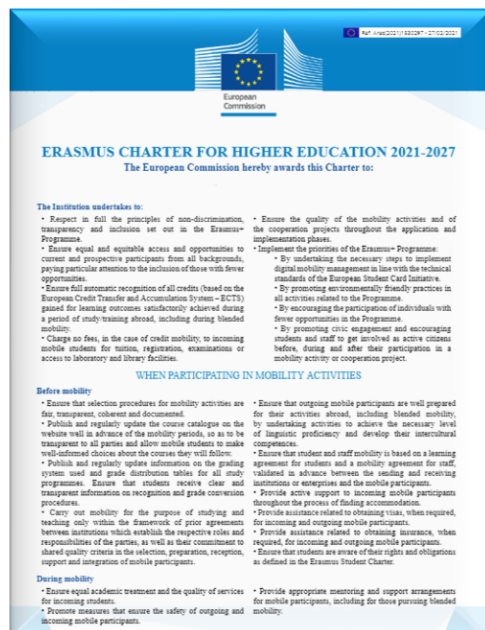 Ref. Ares(2021)1830297 - 27/02/2021
European
Commission
ERASMUS CHARTER FOR HIGHER EDUCATION 2021-2027
The European Commission hereby awards this Charter to:
The Institution undertakes to:
• Respect in full the principles of non-discrimination,
transparency and inclusion set out in the Erasmus+
Programme.
• Ensure equal and equitable access and opportunities to
current and prospective participants from all backgrounds,
paying particular attention to the inclusion of those with fewer
opportunities.
• Ensure full automatic recognition of all credits (based on the
European Credit Transfer and Accumulation System – ECTS)
gained for learning outcomes satisfactorily achieved during
a period of study/training abroad, including during blended
mobility.
• Charge no fees, in the case of credit mobility, to incoming
mobile students for tuition, registration, examinations or
access to laboratory and library facilities.
• Ensure the quality of the mobility activities and of
the cooperation projects throughout the application and
implementation phases.
• Implement the priorities of the Erasmus+ Programme:
• By undertaking the necessary steps to implement
digital mobility management in line with the technical
standards of the European Student Card Initiative.
• By promoting environmentally friendly practices in
all activities related to the Programme.
• By encouraging the participation of individuals with
fewer opportunities in the Programme.
• By promoting civic engagement and encouraging
students and staff to get involved as active citizens
before, during and after their participation in a
mobility activity or cooperation project.
WHEN PARTICIPATING IN MOBILITY ACTIVITIES
Before mobility
• Ensure that selection procedures for mobility activities are
fair, transparent, coherent and documented.
• Publish and regularly update the course catalogue on the
website well in advance of the mobility periods, so as to be
transparent to all parties and allow mobile students to make
well-informed choices about the courses they will follow.
• Publish and regularly update information on the grading
system used and grade distribution tables for all study
programmes. Ensure that students receive clear and
transparent information on recognition and grade conversion
procedures.
• Carry out mobility for the purpose of studying and
teaching only within the framework of prior agreements
between institutions which establish the respective roles and
responsibilities of the parties, as well as their commitment to
shared quality criteria in the selection, preparation, reception,
support and integration of mobile participants.
• Ensure that outgoing mobile participants are well prepared
for their activities abroad, including blended mobility,
by undertaking activities to achieve the necessary level
of linguistic proficiency and develop their intercultural
competences.
• Ensure that student and staff mobility is based on a learning
agreement for students and a mobility agreement for staff,
validated in advance between the sending and receiving
institutions or enterprises and the mobile participants.
• Provide active support to incoming mobile participants
throughout the process of finding accommodation.
• Provide assistance related to obtaining visas, when required,
for incoming and outgoing mobile participants.
• Provide assistance related to obtaining insurance, when
required, for incoming and outgoing mobile participants.
• Ensure that students are aware of their rights and obligations
as defined in the Erasmus Student Charter.
During mobility
• Ensure equal academic treatment and the quality of services
for incoming students.
• Promote measures that ensure the safety of outgoing and
incoming mobile participants.
• Provide appropriate mentoring and support arrangements
for mobile participants, including for those pursuing blended
mobility.